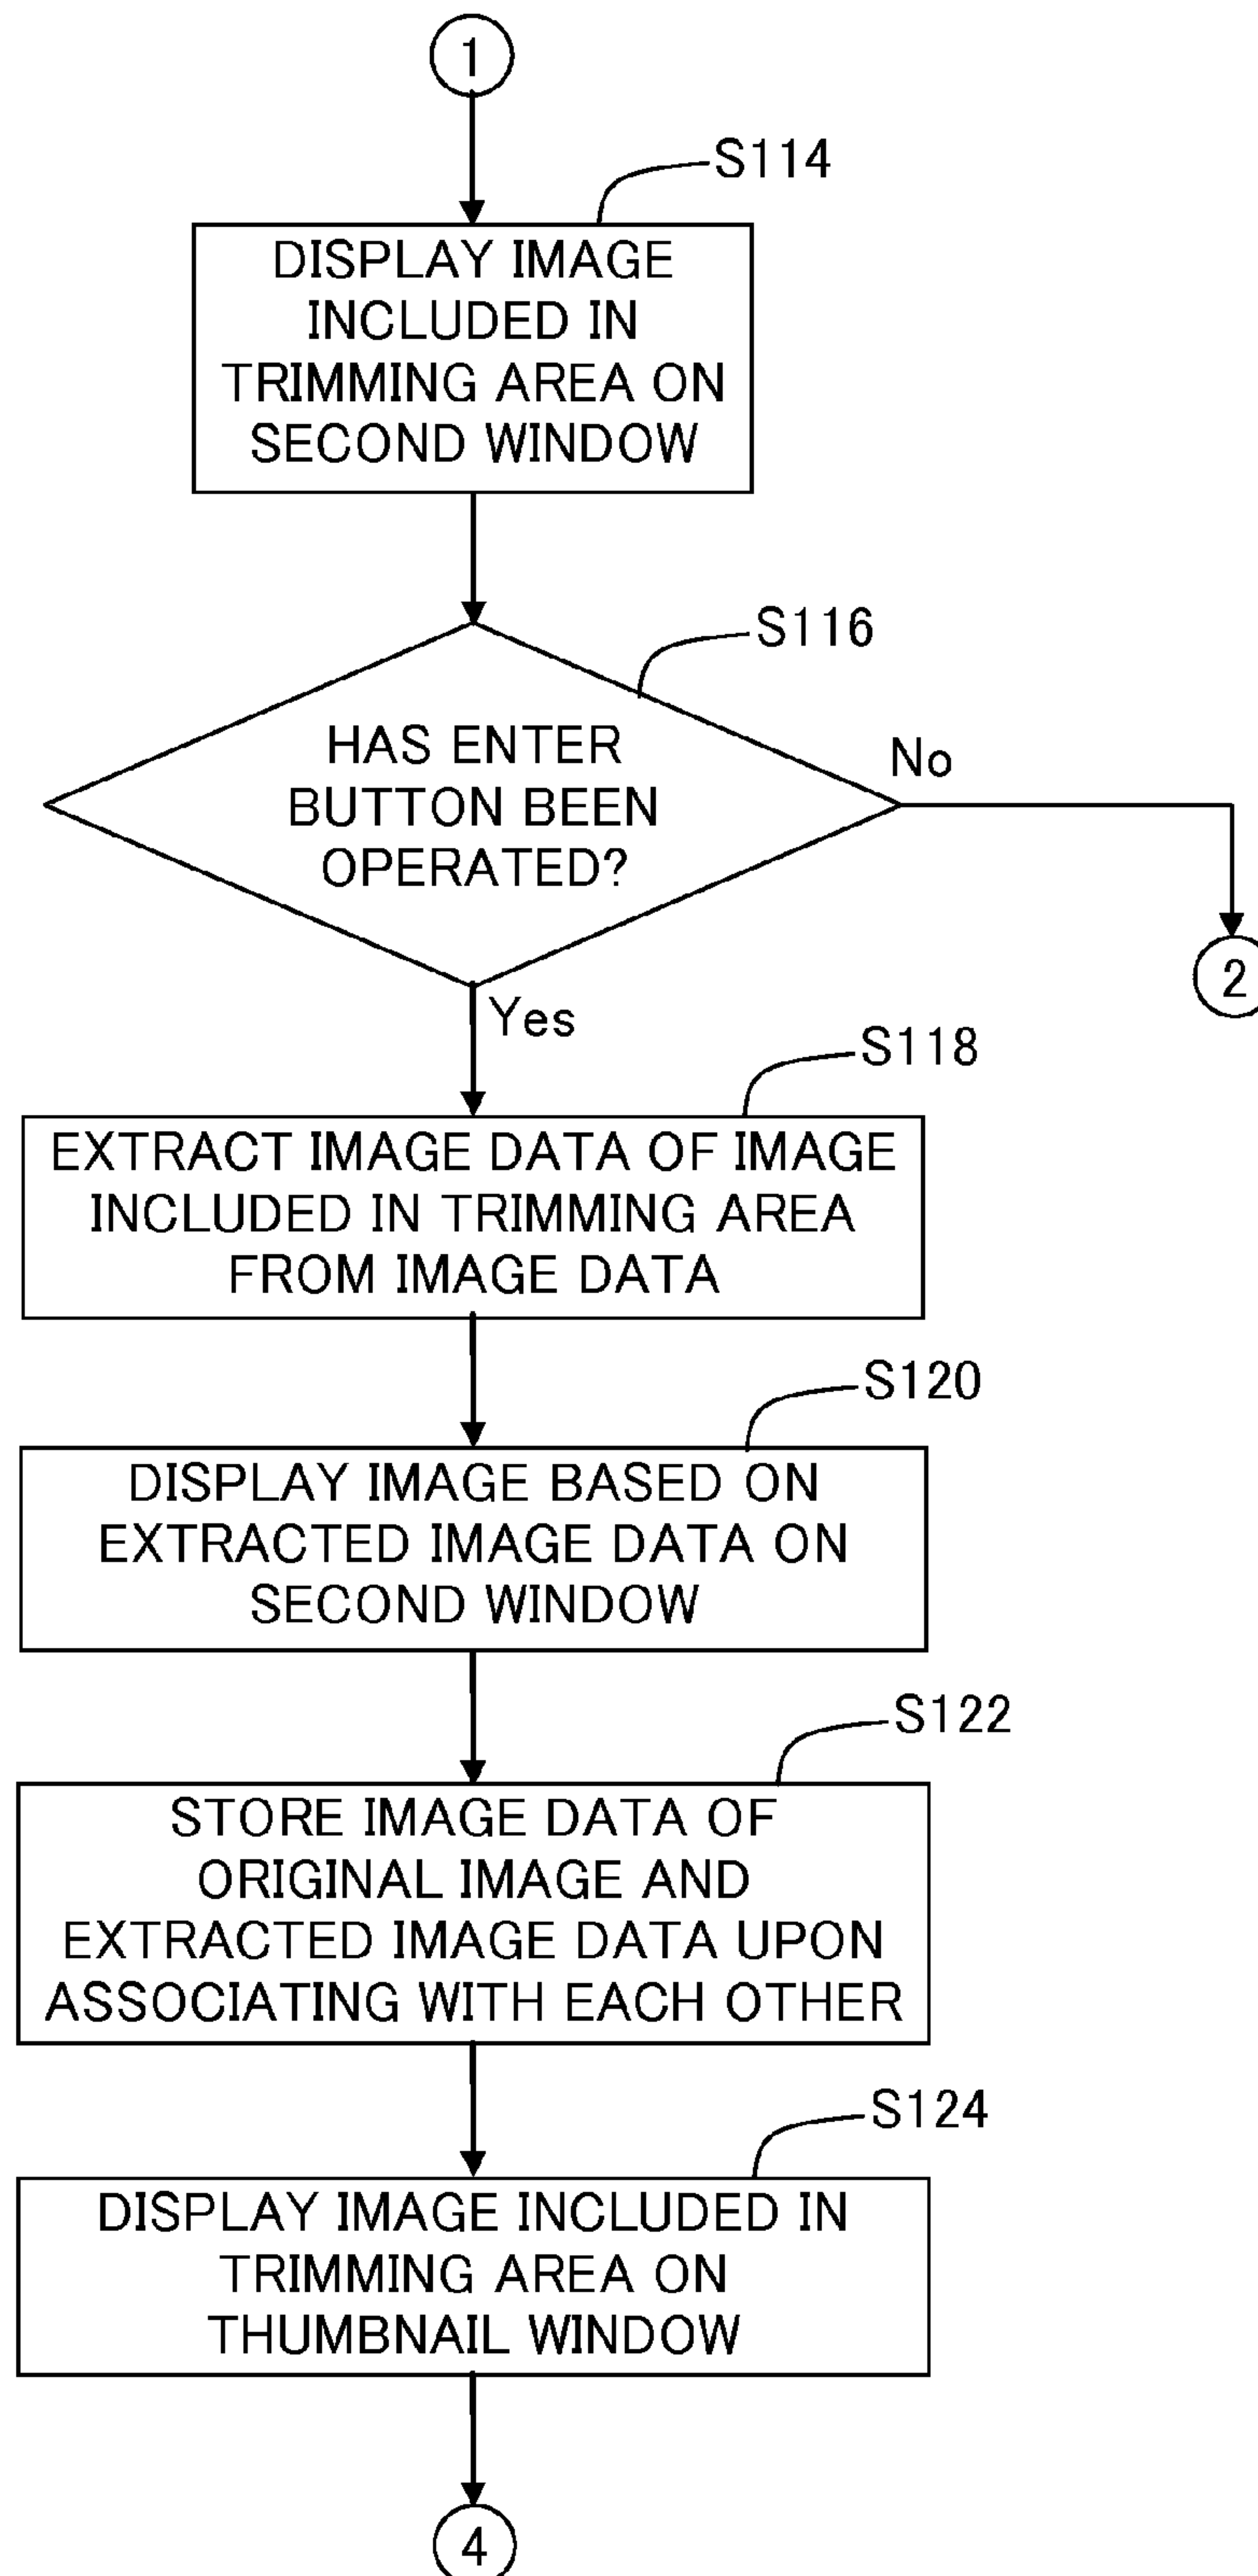 1
S114
DISPLAY IMAGE
INCLUDED IN
TRIMMING AREA ON
SECOND WINDOW
S116
HAS ENTER
BUTTON BEEN
OPERATED?
No
2
Yes
S118
EXTRACT IMAGE DATA OF IMAGE
INCLUDED IN TRIMMING AREA
FROM IMAGE DATA
S120
DISPLAY IMAGE BASED ON
EXTRACTED IMAGE DATA ON
SECOND WINDOW
S122
STORE IMAGE DATA OF
ORIGINAL IMAGE AND
EXTRACTED IMAGE DATA UPON
ASSOCIATING WITH EACH OTHER
S124
DISPLAY IMAGE INCLUDED IN
TRIMMING AREA ON
THUMBNAIL WINDOW
4